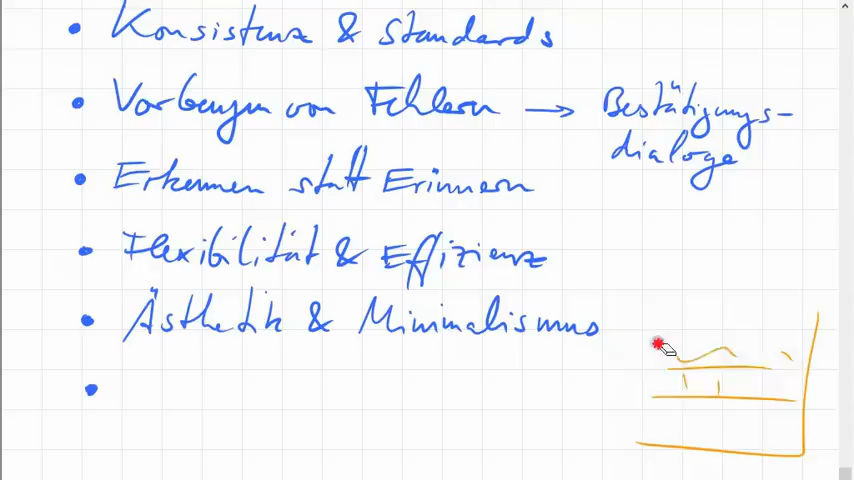 • Konsistenz & Standards
• Vorbeugen von Fehlern → Bestätigungs-
dialoge
• Erkennen statt Erinnern
• Flexibilität & Effizienz
• Ästhetik & Minimalismus
•